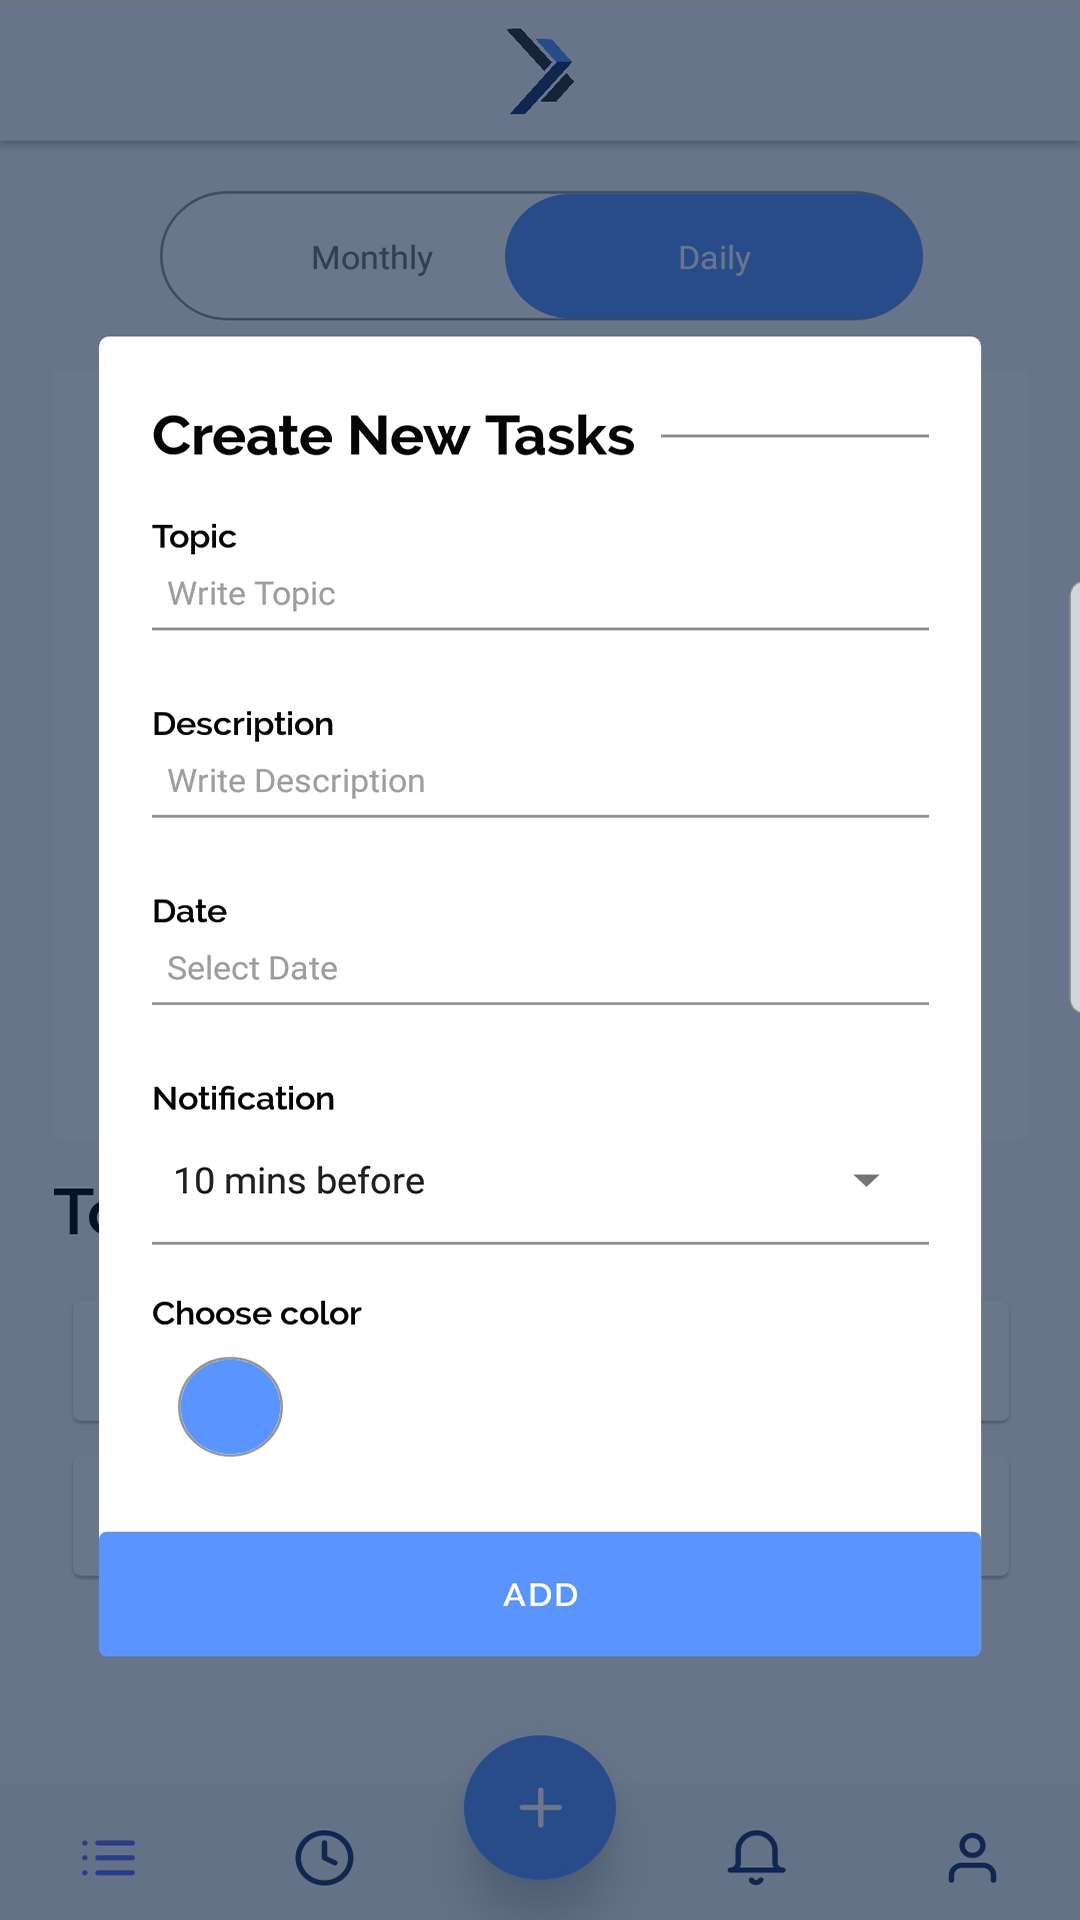 Monthly
Daily
Create New Tasks
Topic
Write Topic
Description
Write Description
Date
Select Date
Notification
10 mins before
Choose color
ADD